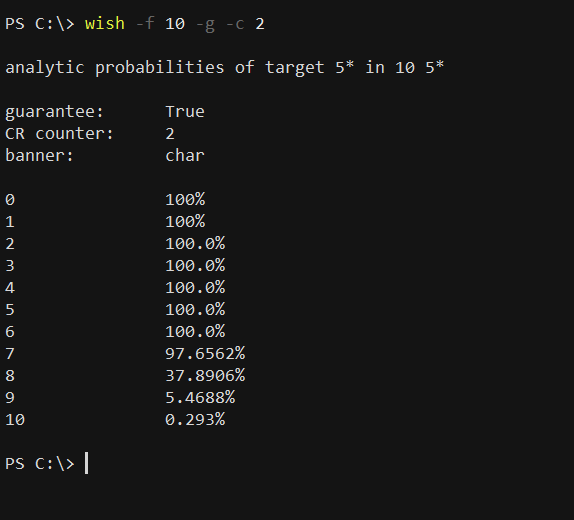 PS C:\> wish -f 10 -g -c 2
analytic probabilities of target 5* in 10 5*
guarantee: True
CR counter: 2
banner: char
0 100%
1 100%
2 100.0%
3 100.0%
4 100.0%
5 100.0%
6 100.0%
7 97.6562%
8 37.8906%
9 5.4688%
10 0.293%
PS C:\>